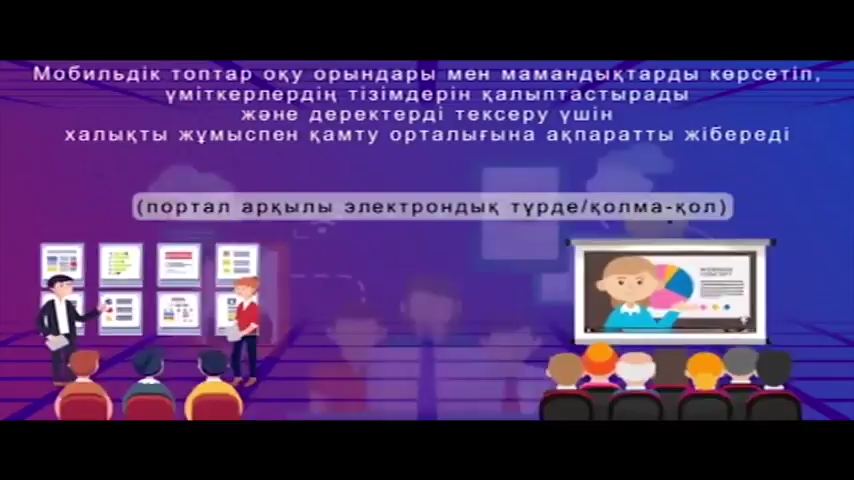 Мобильдік топтар оқу орындары мен мамандықтарды көрсетіп,
үміткерлердің тізімдерін қалыптастырады
және деректерді тексеру үшін
халықты жұмыспен қамту орталығына ақпаратты жібереді
(портал арқылы электрондық түрде/қолма-қол)